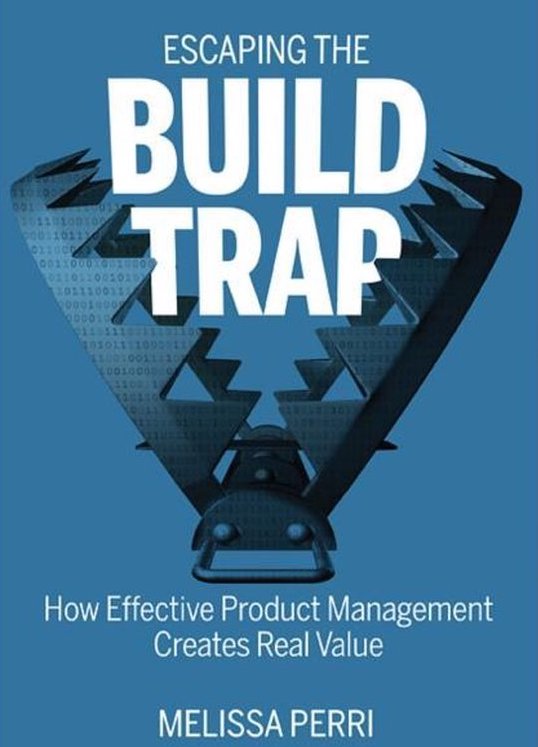 ESCAPING THE
BUILD
TRAP
How Effective Product Management
Creates Real Value
MELISSA PERRI